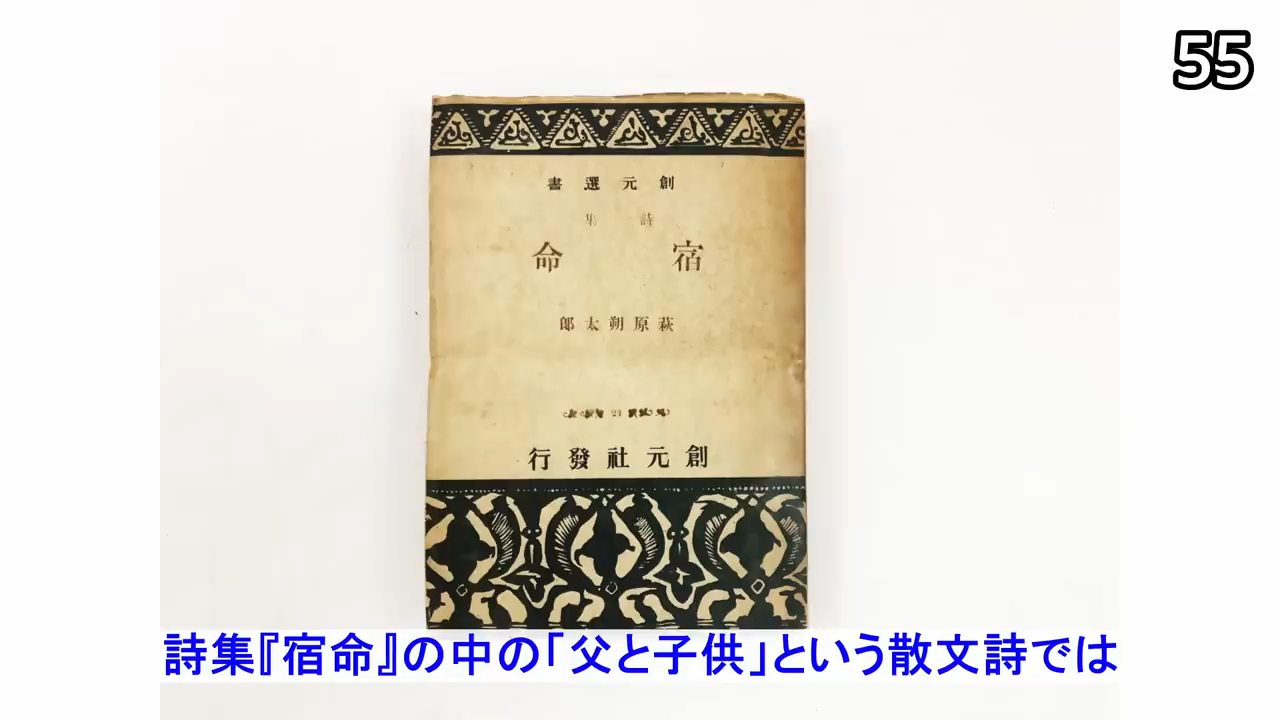 55
創元選書
詩集
宿命
萩原朔太郎
創元社發行
詩集『宿命』の中の「父と子供」という散文詩では